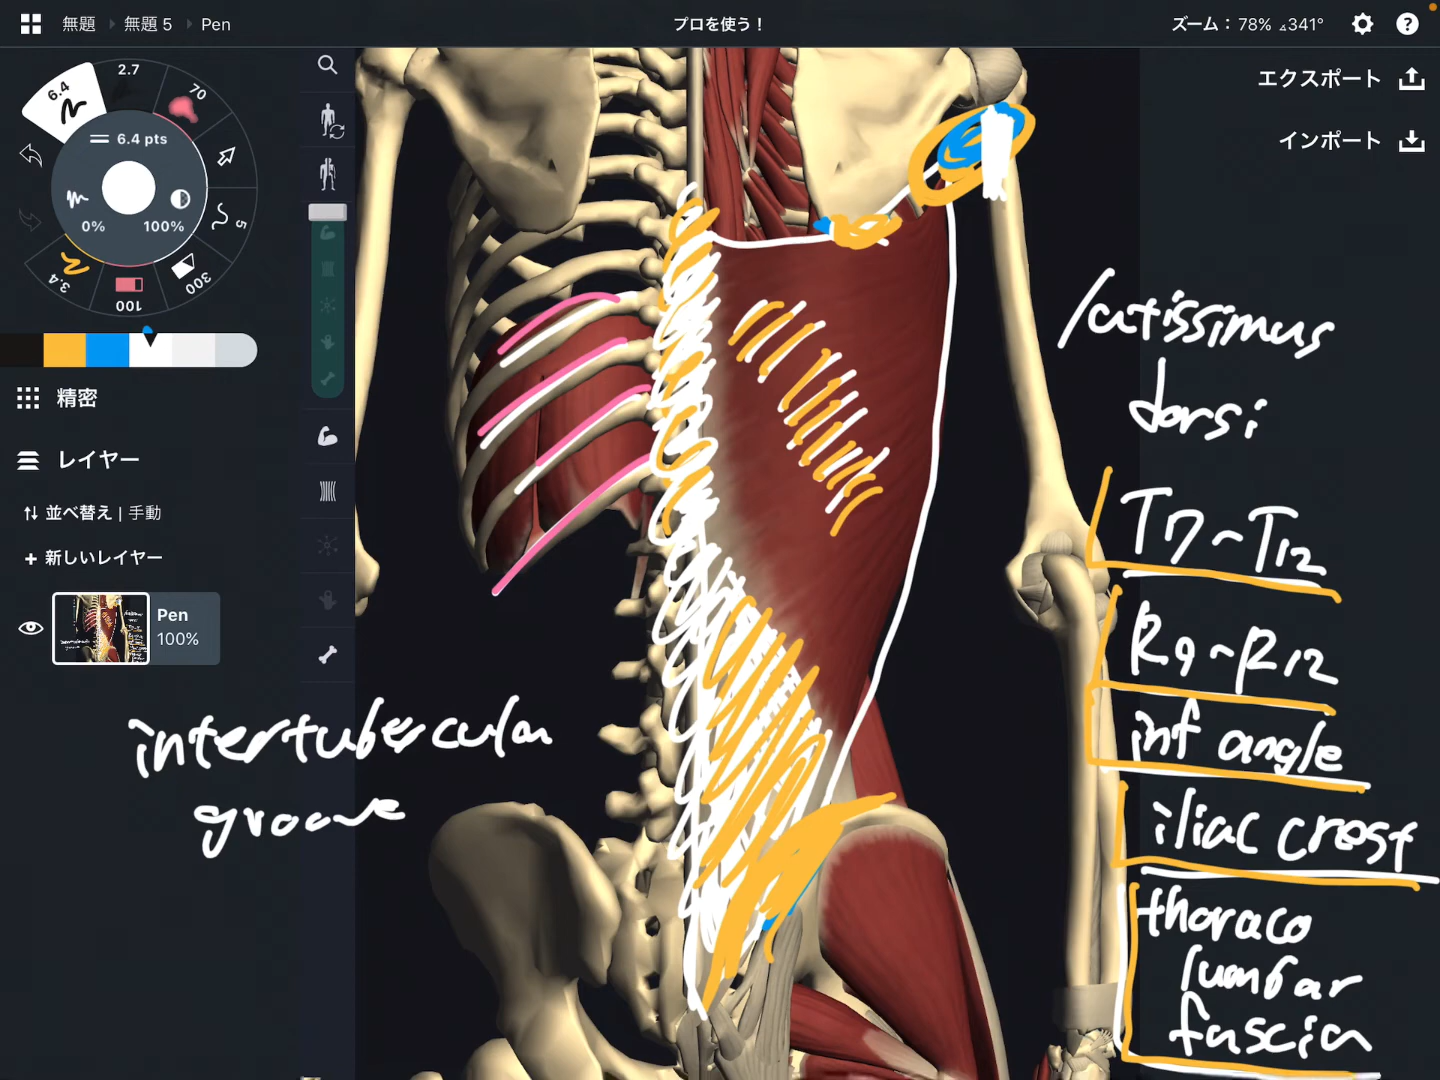 無題 無題 5 Pen
プロを使う！
ズーム：78% ⊿341°
エクスポート
インポート
2.7
6.4
70
6.4 pts
0% 100%
5
3.4
100
300
精密
レイヤー
並べ替え | 手動
+ 新しいレイヤー
Pen
100%
intertubercular
groove
latissimus
dorsi
T7~T12
R9~R12
inf angle
iliac crest
thoraco
lumbar
fascia